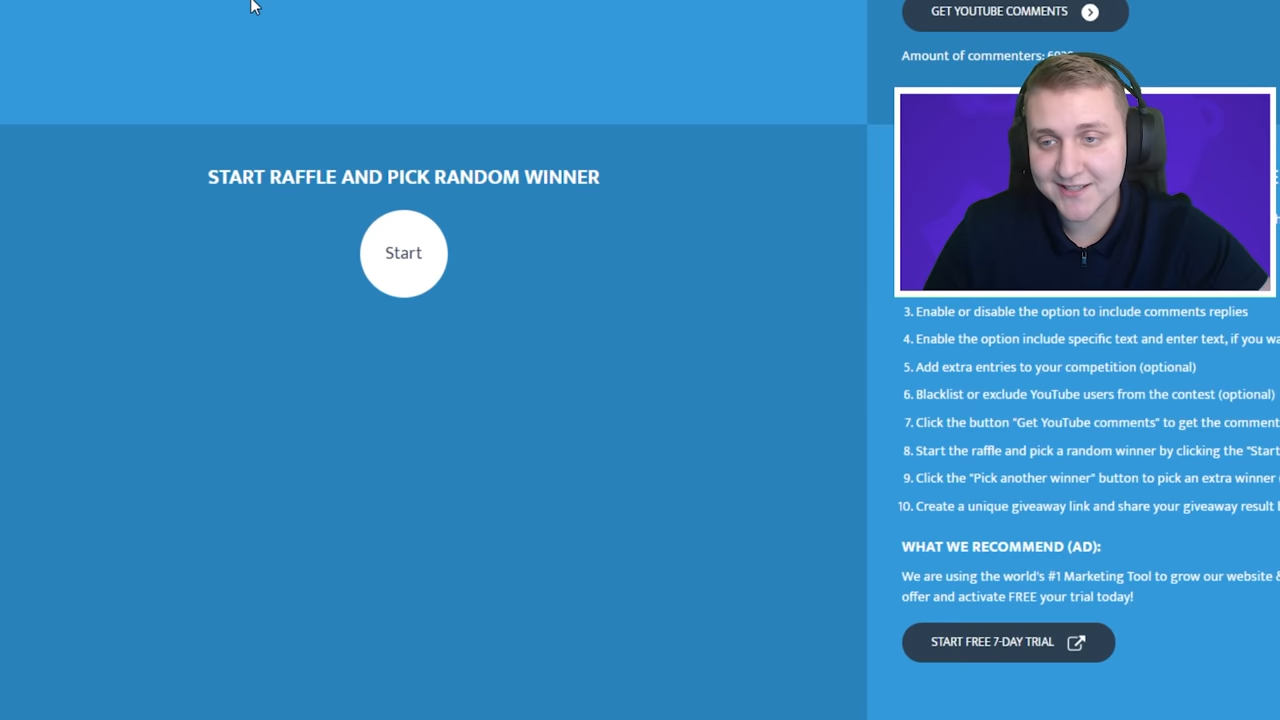 GET YOUTUBE COMMENTS
Amount of commenters:
START RAFFLE AND PICK RANDOM WINNER
Start
3. Enable or disable the option to include comments replies
4. Enable the option include specific text and enter text, if you
5. Add extra entries to your competition (optional)
6. Blacklist or exclude YouTube users from the contest (optional)
7. Click the button "Get YouTube comments" to get the comment
8. Start the raffle and pick a random winner by clicking the "Start
9. Click the "Pick another winner" button to pick an extra winner
10. Create a unique giveaway link and share your giveaway result
WHAT WE RECOMMEND (AD):
We are using the world's #1 Marketing Tool to grow our website &
offer and activate FREE your trial today!
START FREE 7-DAY TRIAL